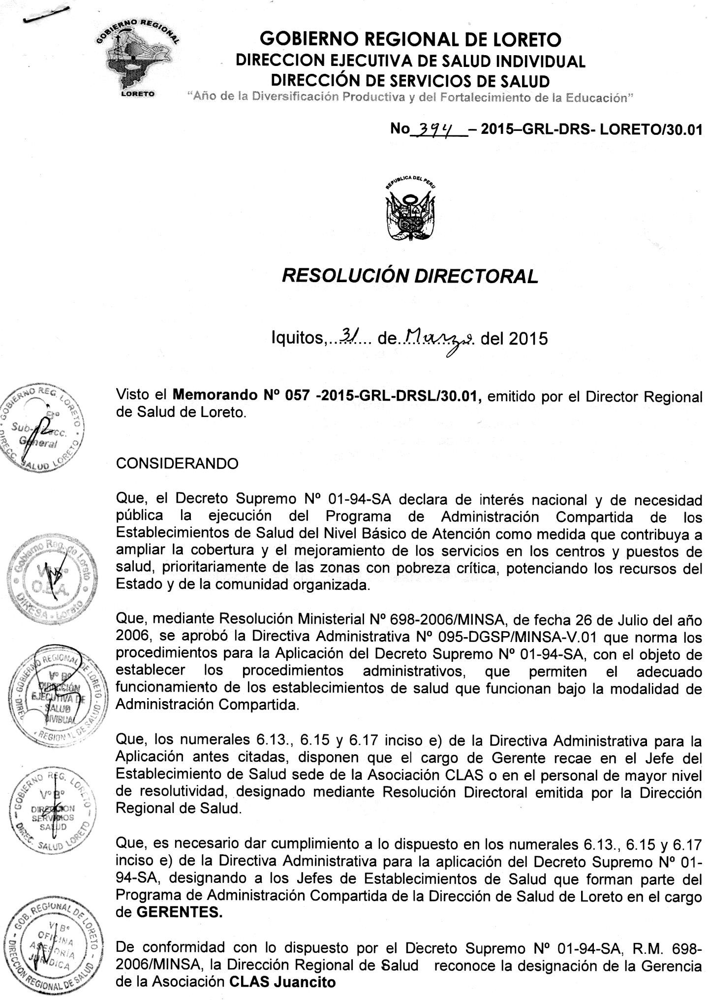 GOBIERNO REGIONAL
LORETO
GOBIERNO REGIONAL DE LORETO
DIRECCION EJECUTIVA DE SALUD INDIVIDUAL
DIRECCIÓN DE SERVICIOS DE SALUD
“Año de la Diversificación Productiva y del Fortalecimiento de la Educación”
No 394 – 2015–GRL-DRS- LORETO/30.01
REPUBLICA DEL PERU
RESOLUCIÓN DIRECTORAL
Iquitos,..31.... de.Marzo. del 2015
Visto el Memorando Nº 057 -2015-GRL-DRSL/30.01, emitido por el Director Regional
de Salud de Loreto.
GOBIERNO REG. LORETO
Bº
General
DIRECC. SALUD LORETO
CONSIDERANDO
Que, el Decreto Supremo Nº 01-94-SA declara de interés nacional y de necesidad
pública la ejecución del Programa de Administración Compartida de los
Establecimientos de Salud del Nivel Básico de Atención como medida que contribuya a
ampliar la cobertura y el mejoramiento de los servicios en los centros y puestos de
salud, prioritariamente de las zonas con pobreza crítica, potenciando los recursos del
Estado y de la comunidad organizada.
Gobierno Reg. de Loreto
DIRESA - Loreto
Que, mediante Resolución Ministerial Nº 698-2006/MINSA, de fecha 26 de Julio del año
2006, se aprobó la Directiva Administrativa Nº 095-DGSP/MINSA-V.01 que norma los
procedimientos para la Aplicación del Decreto Supremo Nº 01-94-SA, con el objeto de
establecer los procedimientos administrativos, que permiten el adecuado
funcionamiento de los establecimientos de salud que funcionan bajo la modalidad de
Administración Compartida.
Vº Bº
DIRECCIÓN
EJECUTIVA DE
SALUD
Que, los numerales 6.13., 6.15 y 6.17 inciso e) de la Directiva Administrativa para la
Aplicación antes citadas, disponen que el cargo de Gerente recae en el Jefe del
Establecimiento de Salud sede de la Asociación CLAS o en el personal de mayor nivel
de resolutividad, designado mediante Resolución Directoral emitida por la Dirección
Regional de Salud.
GOBIERNO REG. LORETO
Vº Bº
DIRECCION
SERVICIOS
SALUD
DIREC. SALUD LORETO
Que, es necesario dar cumplimiento a lo dispuesto en los numerales 6.13., 6.15 y 6.17
inciso e) de la Directiva Administrativa para la aplicación del Decreto Supremo Nº 01-
94-SA, designando a los Jefes de Establecimientos de Salud que forman parte del
Programa de Administración Compartida de la Dirección de Salud de Loreto en el cargo
de GERENTES.
GOB. REGIONAL DE LORETO
Vº Bº
OFICINA
ASESORÍA
JURÍDICA
DIRECCION REGIONAL DE SALUD
De conformidad con lo dispuesto por el Decreto Supremo Nº 01-94-SA, R.M. 698-
2006/MINSA, la Dirección Regional de Salud reconoce la designación de la Gerencia
de la Asociación CLAS Juancito